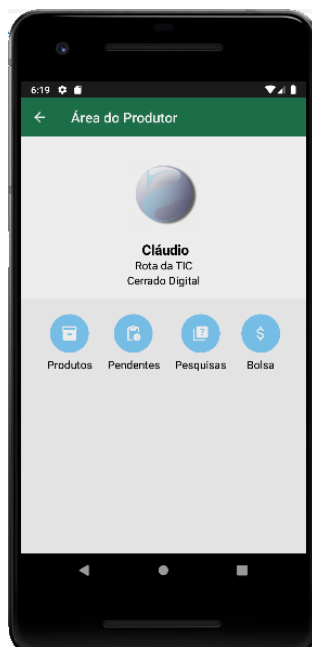 6:19
Área do Produtor
Cláudio
Rota da TIC
Cerrado Digital
Produtos Pendentes Pesquisas Bolsa